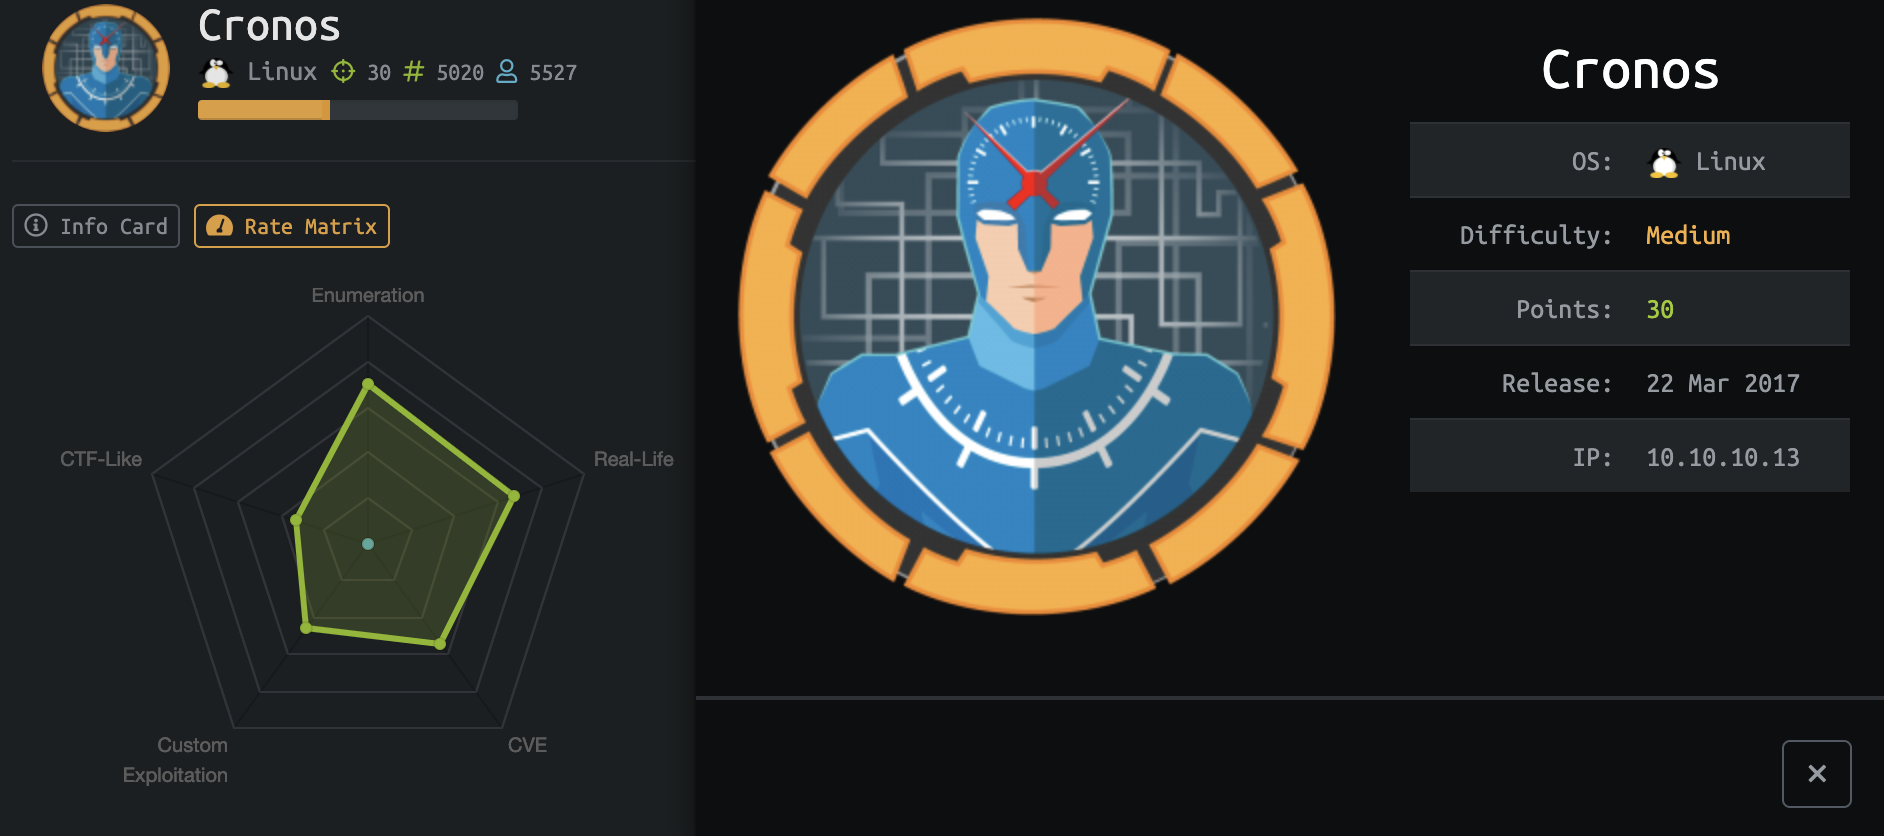 Cronos
Linux 30 # 5020 5527
Info Card Rate Matrix
Enumeration
CTF-Like
Real-Life
Custom
Exploitation
CVE
Cronos
OS: Linux
Difficulty: Medium
Points: 30
Release: 22 Mar 2017
IP: 10.10.10.13